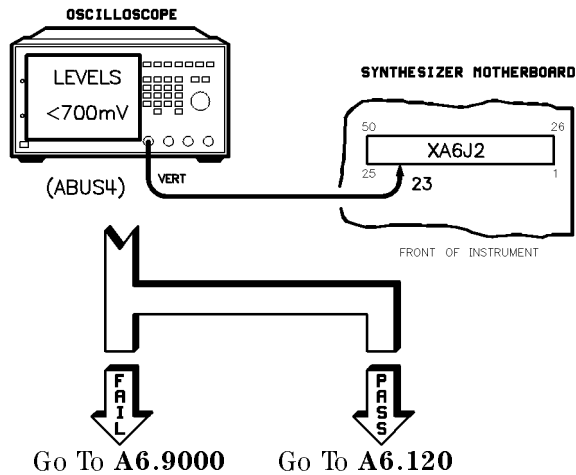 OSCILLOSCOPE
LEVELS
<700mV
SYNTHESIZER MOTHERBOARD
50 26
XA6J2
25 1
23
VERT
(ABUS4)
FRONT OF INSTRUMENT
FAIL
PASS
Go To A6.9000
Go To A6.120